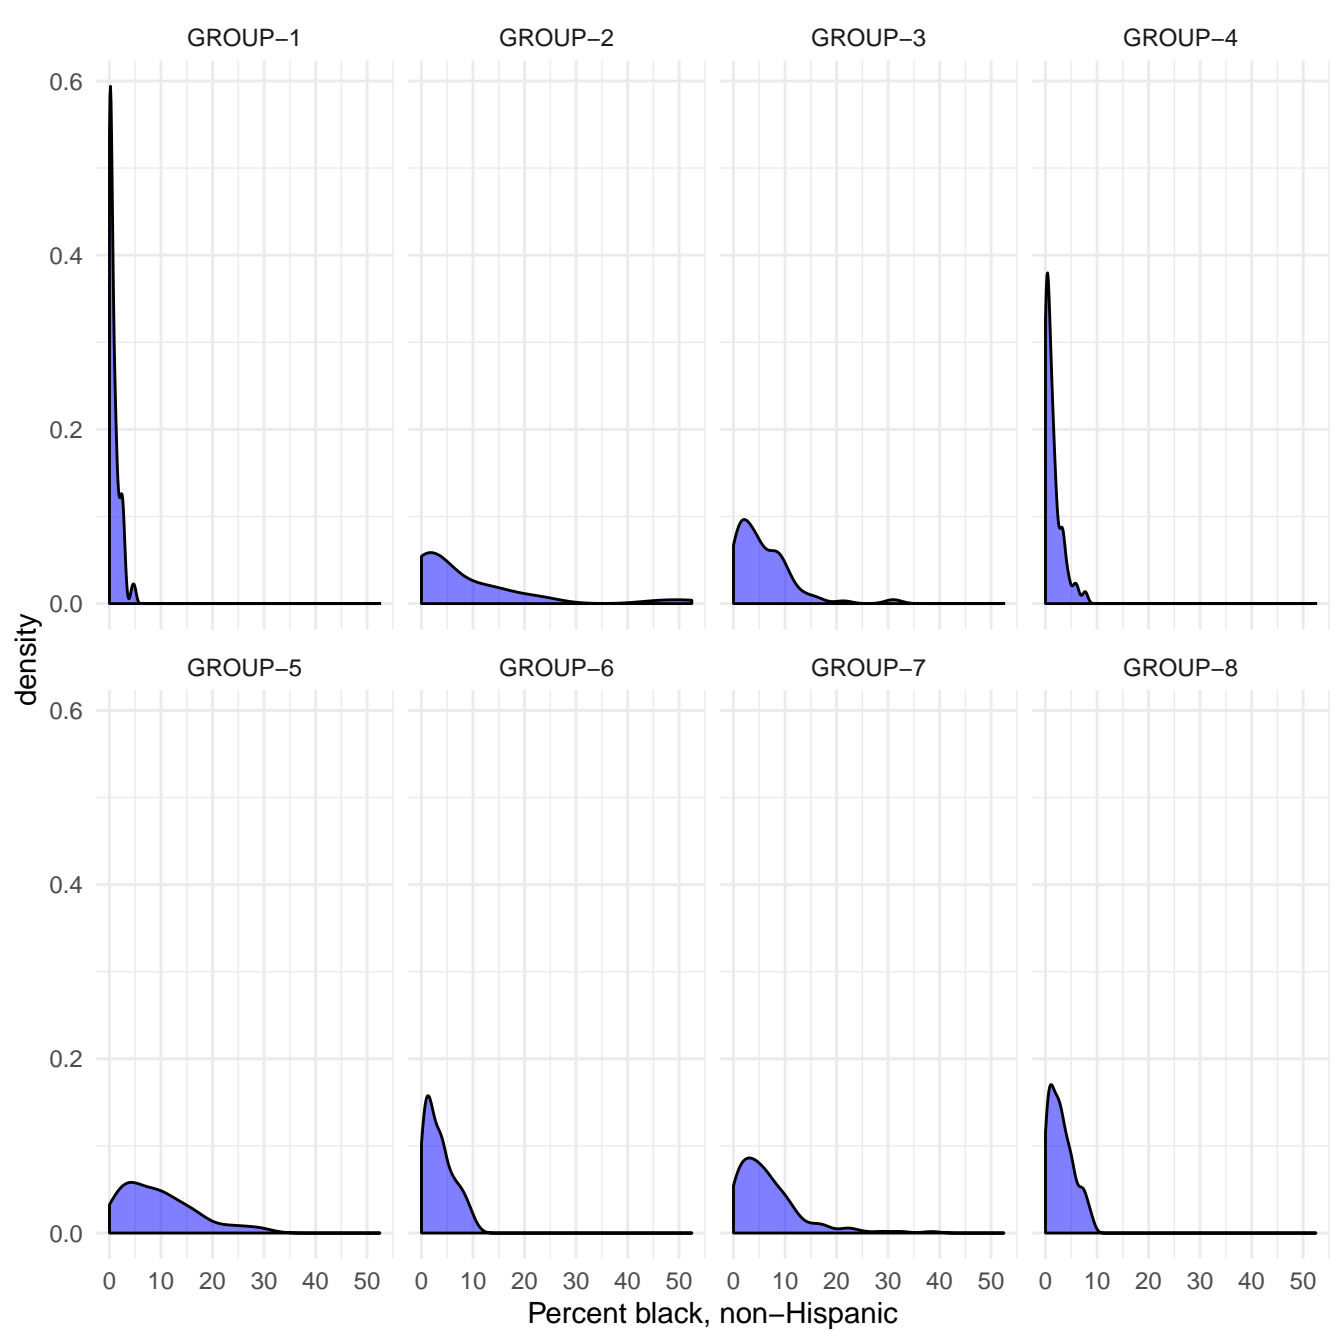 GROUP−1 GROUP−2 GROUP−3 GROUP−4
0.6
0.4
0.2
0.0
density
GROUP−5 GROUP−6 GROUP−7 GROUP−8
0.6
0.4
0.2
0.0
0 10 20 30 40 50 0 10 20 30 40 50 0 10 20 30 40 50 0 10 20 30 40 50
Percent black, non−Hispanic